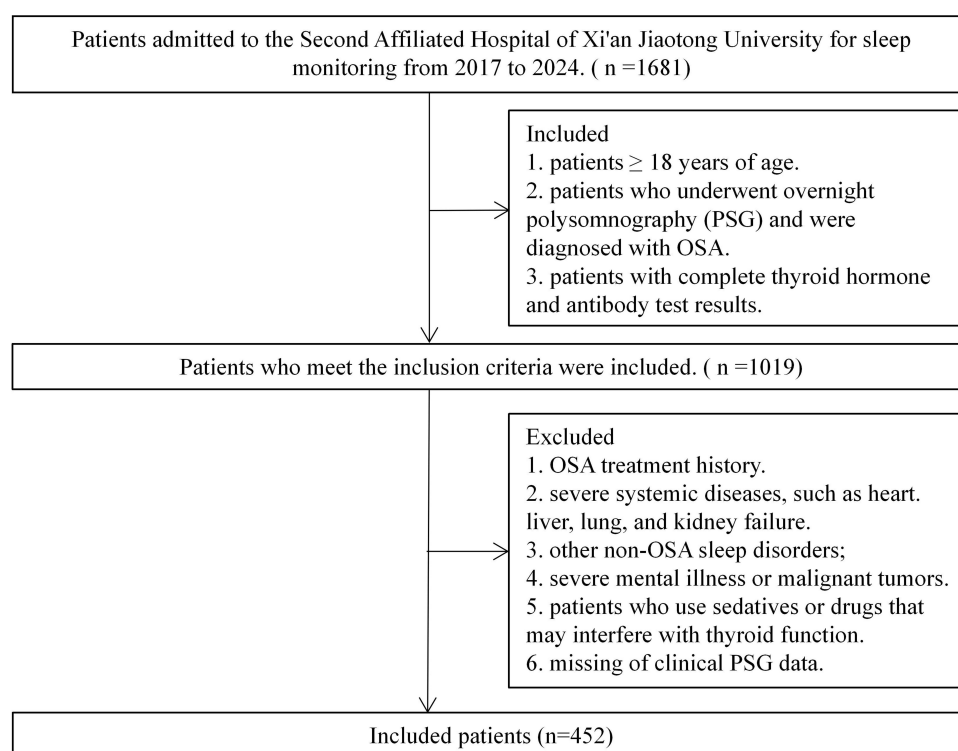 Patients admitted to the Second Affiliated Hospital of Xi'an Jiaotong University for sleep
monitoring from 2017 to 2024. ( n =1681)
Included
1. patients ≥ 18 years of age.
2. patients who underwent overnight
polysomnography (PSG) and were
diagnosed with OSA.
3. patients with complete thyroid hormone
and antibody test results.
Patients who meet the inclusion criteria were included. ( n =1019)
Excluded
1. OSA treatment history.
2. severe systemic diseases, such as heart.
liver, lung, and kidney failure.
3. other non-OSA sleep disorders;
4. severe mental illness or malignant tumors.
5. patients who use sedatives or drugs that
may interfere with thyroid function.
6. missing of clinical PSG data.
Included patients (n=452)